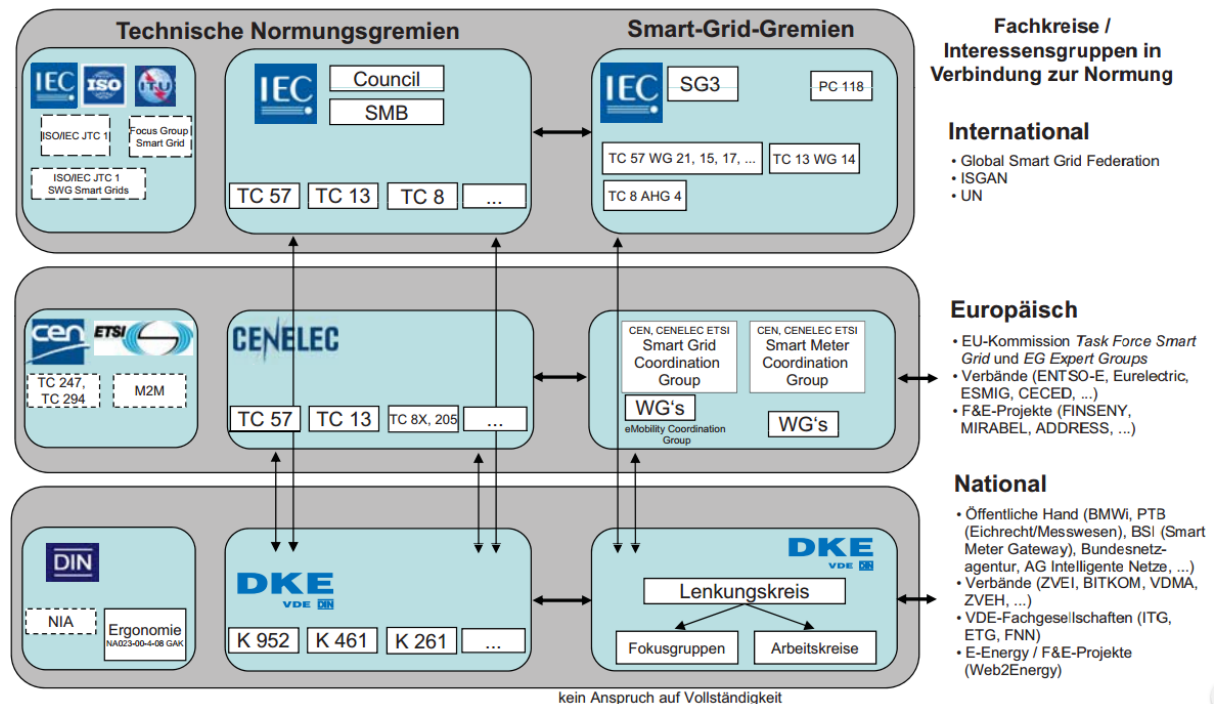 Technische Normungsgremien
Smart-Grid-Gremien
Fachkreise /
Interessensgruppen in
Verbindung zur Normung
IEC
ISO
ITU
ISO/IEC JTC 1
Focus Group
Smart Grid
ISO/IEC JTC 1
SWG Smart Grids
IEC
Council
SMB
TC 57
TC 13
TC 8
...
IEC
SG3
PC 118
TC 57 WG 21, 15, 17, ...
TC 13 WG 14
TC 8 AHG 4
International
• Global Smart Grid Federation
• ISGAN
• UN
cen
ETSI
TC 247,
TC 294
M2M
CENELEC
TC 57
TC 13
TC 8X, 205
...
CEN, CENELEC ETSI
Smart Grid
Coordination
Group
WG's
eMobility Coordination
Group
CEN, CENELEC ETSI
Smart Meter
Coordination
Group
WG's
Europäisch
• EU-Kommission Task Force Smart
Grid und EG Expert Groups
• Verbände (ENTSO-E, Eurelectric,
ESMIG, CECED, ...)
• F&E-Projekte (FINSENY,
MIRABEL, ADDRESS, ...)
DIN
NIA
Ergonomie
NA023-00-4-08 GAK
DKE
VDE DIN
K 952
K 461
K 261
...
DKE
VDE DIN
Lenkungskreis
Fokusgruppen
Arbeitskreise
National
• Öffentliche Hand (BMWi, PTB
(Eichrecht/Messwesen), BSI (Smart
Meter Gateway), Bundesnetz-
agentur, AG Intelligente Netze, ...)
• Verbände (ZVEI, BITKOM, VDMA,
ZVEH, ...)
• VDE-Fachgesellschaften (ITG,
ETG, FNN)
• E-Energy / F&E-Projekte
(Web2Energy)
kein Anspruch auf Vollständigkeit